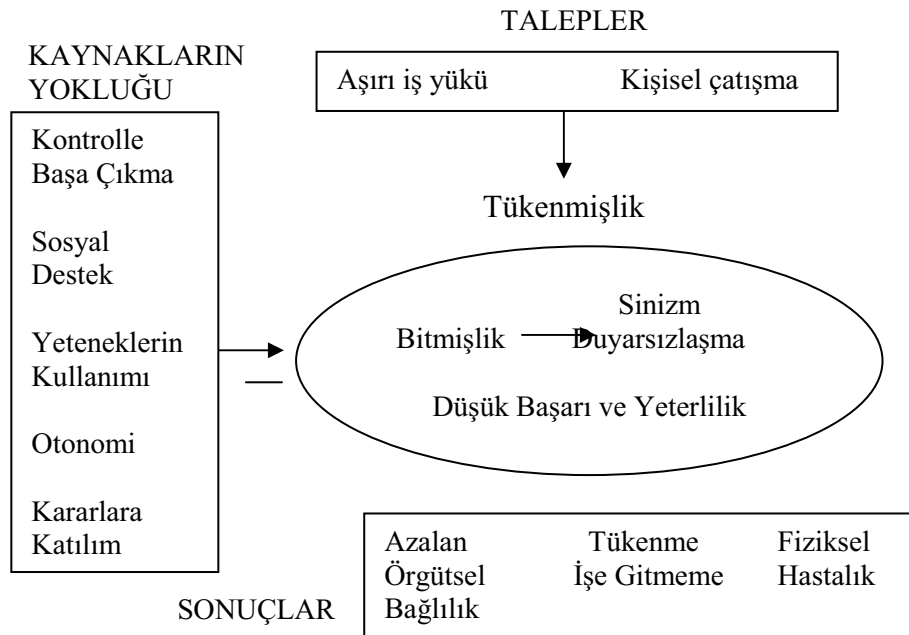 TALEPLER
KAYNAKLARIN
YOKLUĞU
Aşırı iş yükü Kişisel çatışma
Kontrolle
Başa Çıkma
Sosyal
Destek
Yeteneklerin
Kullanımı
Otonomi
Kararlara
Katılım
Tükenmişlik
Sinizm
Bitmişlik Duyarsızlaşma
Düşük Başarı ve Yeterlilik
SONUÇLAR
Azalan Tükenme Fiziksel
Örgütsel İşe Gitmeme Hastalık
Bağlılık